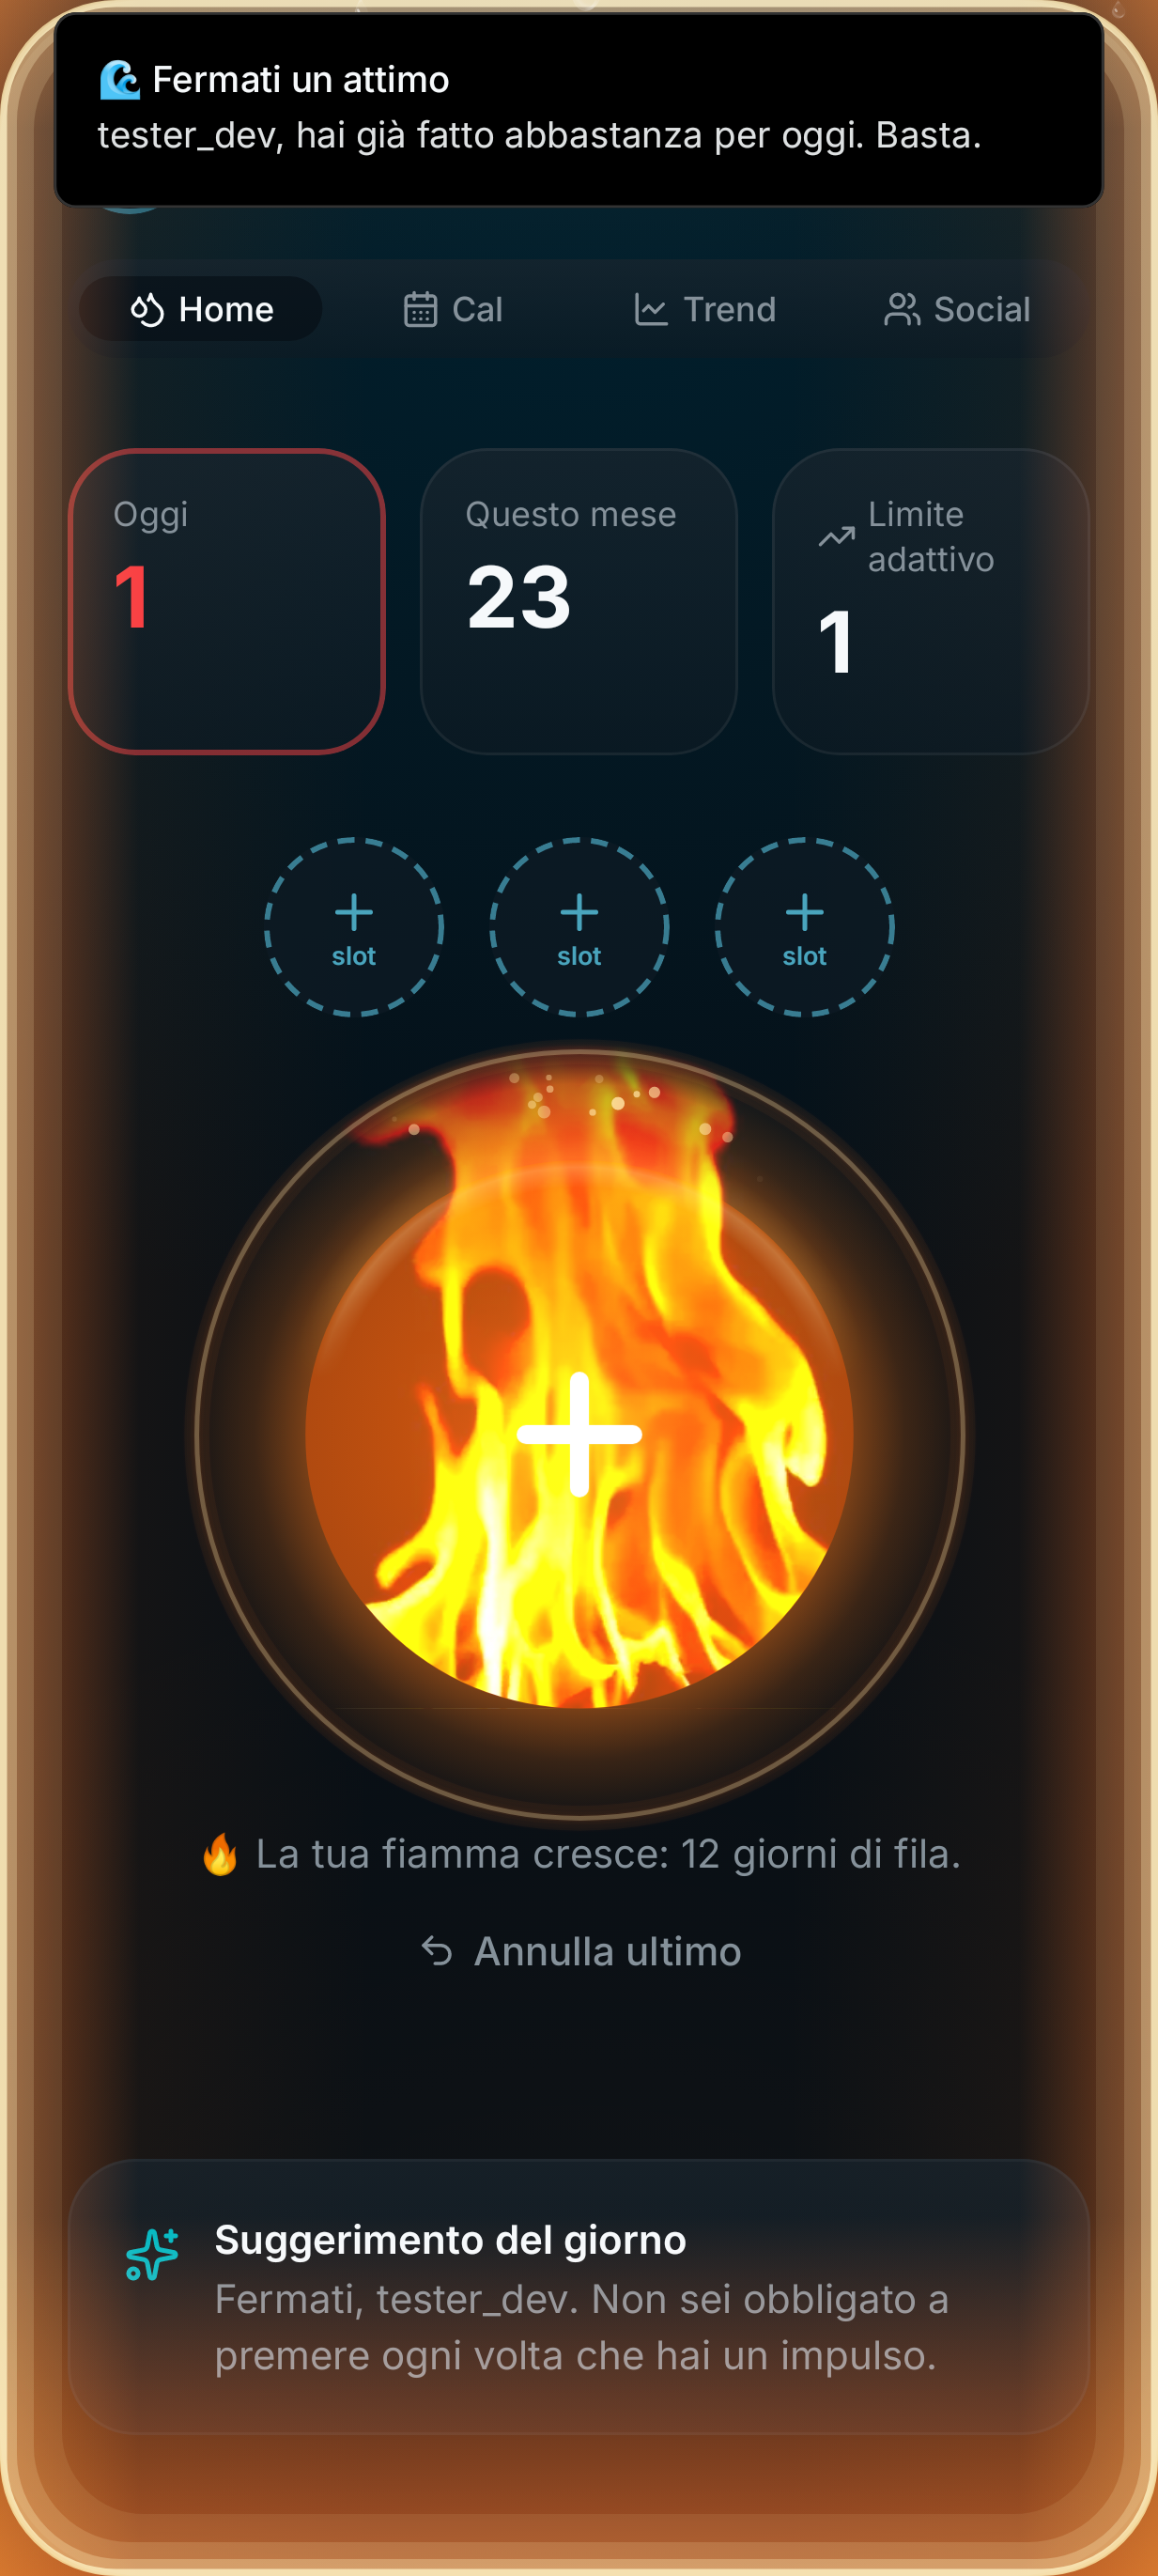 🌊 Fermati un attimo
tester_dev, hai già fatto abbastanza per oggi. Basta.
Home
Cal
Trend
Social
Oggi
1
Questo mese
23
Limite
adattivo
1
slot
slot
slot
🔥 La tua fiamma cresce: 12 giorni di fila.
Annulla ultimo
Suggerimento del giorno
Fermati, tester_dev. Non sei obbligato a
premere ogni volta che hai un impulso.